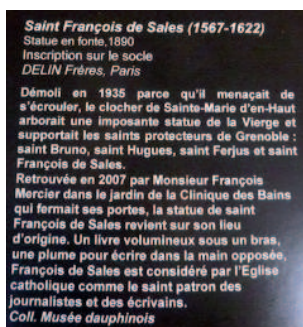 Saint François de Sales (1567-1622)
Statue en fonte,1890
Inscription sur le socle
DELIN Frères, Paris
Démoli en 1935 parce qu'il menaçait de
s'écrouler, le clocher de Sainte-Marie d'en-Haut
arborait une imposante statue de la Vierge et
supportait les saints protecteurs de Grenoble :
saint Bruno, saint Hugues, saint Ferjus et saint
François de Sales.
Retrouvée en 2007 par Monsieur François
Mercier dans le jardin de la Clinique des Bains
qui fermait ses portes, la statue de saint
François de Sales revient sur son lieu
d'origine. Un livre volumineux sous un bras,
une plume pour écrire dans la main opposée,
François de Sales est considéré par l'Eglise
catholique comme le saint patron des
journalistes et des écrivains.
Coll. Musée dauphinois